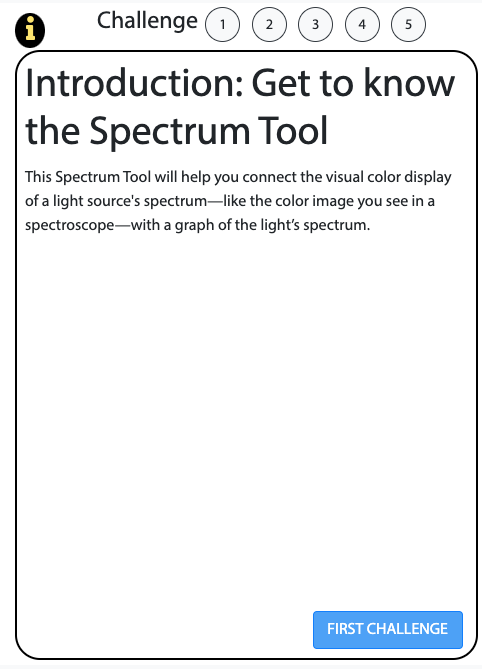 i Challenge 1 2 3 4 5
Introduction: Get to know
the Spectrum Tool
This Spectrum Tool will help you connect the visual color display
of a light source's spectrum—like the color image you see in a
spectroscope—with a graph of the light’s spectrum.
FIRST CHALLENGE